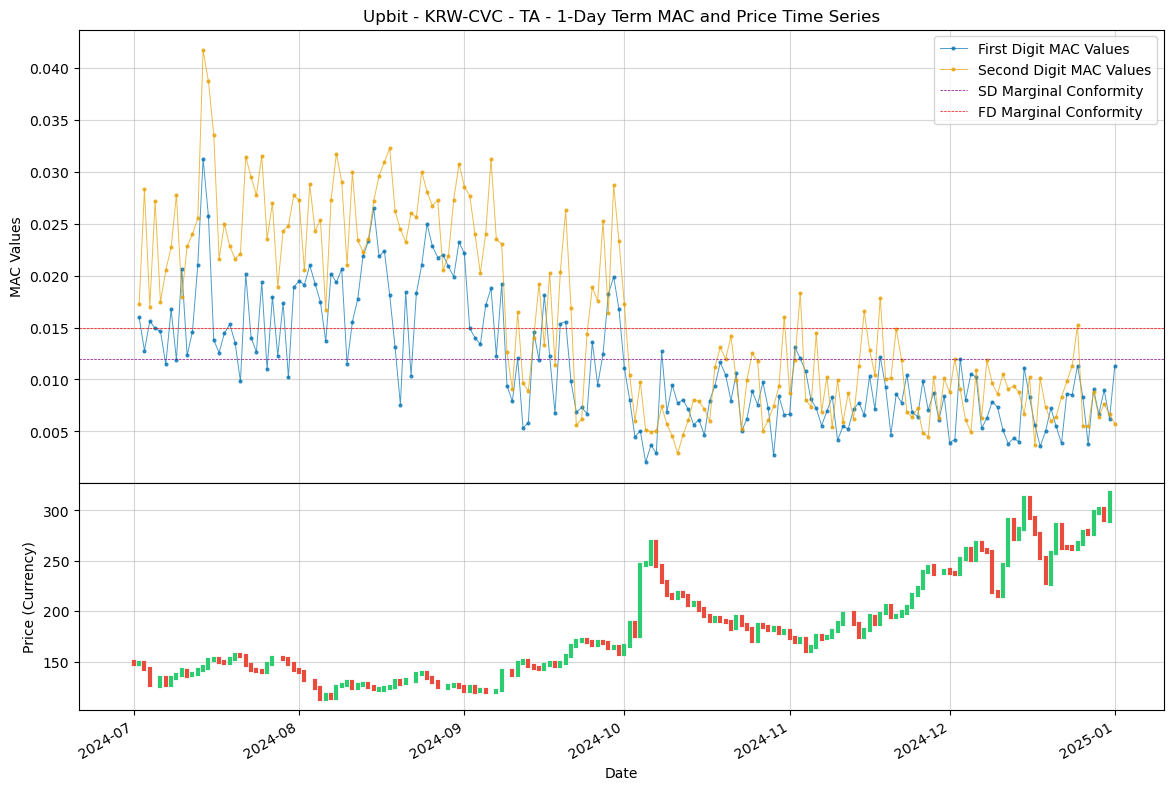 Upbit - KRW-CVC - TA - 1-Day Term MAC and Price Time Series
First Digit MAC Values
Second Digit MAC Values
SD Marginal Conformity
FD Marginal Conformity
MAC Values
0.040
0.035
0.030
0.025
0.020
0.015
0.010
0.005
Price (Currency)
300
250
200
150
2024-07
2024-08
2024-09
2024-10
2024-11
2024-12
2025-01
Date